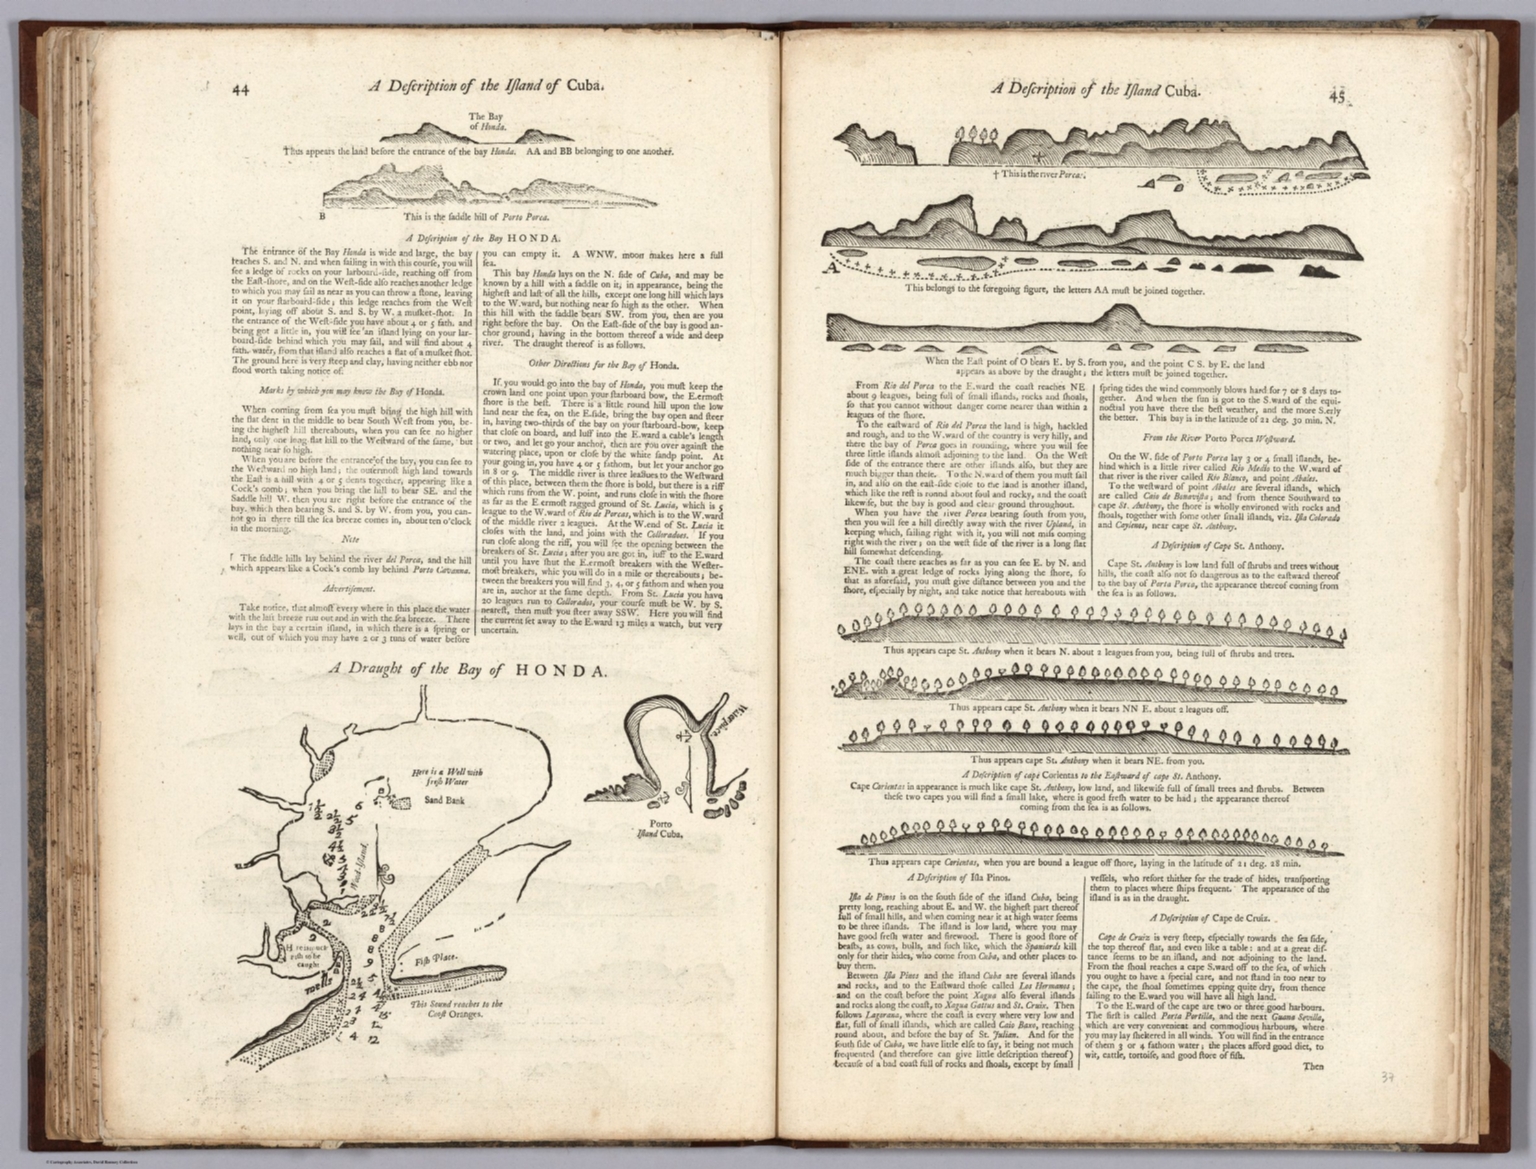 44
A Deſcription of the Iſland of Cuba.
The Bay
of Honda.
Thus appears the land before the entrance of the bay Honda. AA and BB belonging to one another.
B
This is the ſaddle hill of Porto Porca.
A Deſcription of the Bay HONDA.
The entrance of the Bay Honda is wide and large, the bay
reaches S. and N. and when ſailing in with this courſe, you will
ſee a ledge of rocks on your larboard-ſide, reaching off from
the Eaſt-ſhore, and on the Weſt-ſide alſo reaches another ledge
to which you may ſail as near as you can throw a ſtone, leaving
it on your ſtarboard-ſide; this ledge reaches from the Weſt
point, laying off about S. and S. by W. a muſket-ſhot. In
the entrance of the Weſt-ſide you have about 4 or 5 fath. and
being got a little in, you will ſee an iſland lying on your lar-
board-ſide behind which you may ſail, and will find about 4
fath. water, from that iſland alſo reaches a flat of a muſket ſhot.
The ground here is very ſteep and clay, having neither ebb nor
flood worth taking notice of.
Marks by which you may know the Bay of Honda.
When coming from ſea you muſt bring the high hill with
the flat dent in the middle to bear South Weſt from you, be-
ing the higheſt hill thereabouts, when you can ſee no higher
land, only one long flat hill to the Weſtward of the ſame, but
nothing near ſo high.
When you are before the entrance of the bay, you can ſee to
the Weſtward no high land; the outermoſt high land towards
the Eaſt is a hill with 4 or 5 dents together, appearing like a
Cock's comb; when you bring the hill to bear SE. and the
Saddle hill W. then you are right before the entrance of the
bay, which then bearing S. and S. by W. from you, you can-
not go in there till the ſea breeze comes in, about ten o'clock
in the morning.
Note
The ſaddle hills lay behind the river del Porca, and the hill
which appears like a Cock's comb lay behind Porto Cavanna.
Advertiſement.
Take notice, that almoſt every where in this place the water
with the land breeze runs out and in with the ſea breeze. There
lays in the bay a certain iſland, in which there is a ſpring or
well, out of which you may have 2 or 3 tuns of water before
you can empty it. A WNW. moon makes here a full
ſea.
This bay Honda lays on the N. ſide of Cuba, and may be
known by a hill with a ſaddle on it; in appearance, being the
higheſt and laſt of all the hills, except one long hill which lays
to the W.ward, but nothing near ſo high as the other. When
this hill with the ſaddle bears SW. from you, then are you
right before the bay. On the Eaſt-ſide of the bay is good an-
chor ground; having in the bottom thereof a wide and deep
river. The draught thereof is as follows.
Other Directions for the Bay of Honda.
If you would go into the bay of Honda, you muſt keep the
crown land one point upon your ſtarboard bow, the E.ermoſt
ſhore is the beſt. There is a little round hill upon the low
land near the ſea, on the E.ſide, bring the bay open and ſteer
in, having two-thirds of the bay on your ſtarboard-bow, keep
that cloſe on board, and luff into the E.ward a cable's length
or two, and let go your anchor, then are you over againſt the
watering place, upon or cloſe by the white ſandy point. At
your going in, you have 4 or 5 fathom, but let your anchor go
in 8 or 9. The middle river is three leagues to the Weſtward
of this place, between them the ſhore is bold, but there is a riff
which runs from the W. point, and runs cloſe in with the ſhore
as far as the E.ermoſt ragged ground of St. Lucia, which is 5
league to the W.ward of Rio de Porcas, which is to the W.ward
of the middle river 2 leagues. At the W.end of St. Lucia it
cloſes with the land, and joins with the Colleradoes. If you
run cloſe along the riff, you will ſee the opening between the
breakers of St. Lucia; after you are got in, luff to the E.ward
until you have ſhut the E.ermoſt breakers with the Weſter-
moſt breakers, whic you will do in a mile or thereabouts; be-
tween the breakers you will find 3, 4, or 5 fathom and when you
are in, anchor at the ſame depth. From St. Lucia you have
20 leagues run to Collerados, your courſe muſt be W. by S.
neareſt, then muſt you ſteer away SSW. Here you will find
the current ſet away to the E.ward 13 miles a watch, but very
uncertain.
A Draught of the Bay of HONDA.
Here is a Well with
freſh Water
Sand Bank
Wood-Iſland
Fiſh Place.
This Sound reaches to the
Coaſt Oranges.
Porto
Iſland Cuba.
45
A Deſcription of the Iſland Cuba.
† This is the river Porca.
A
This belongs to the foregoing figure, the letters AA muſt be joined together.
When the Eaſt point of O bears E. by S. from you, and the point C S. by E. the land
appears as above by the draught; the letters muſt be joined together.
From Rio del Porca to the E.ward the coaſt reaches NE.
about 9 leagues, being full of ſmall iſlands, rocks and ſhoals,
ſo that you cannot without danger come nearer than within 2
leagues of the ſhore.
To the eaſtward of Rio del Porca the land is high, hackled
and rough, and to the W.ward of the country is very hilly, and
there the bay of Porca goes in rounding, where you will ſee
three little iſlands almoſt adjoining to the land. On the Weſt
ſide of the entrance there are other iſlands alſo, but they are
much bigger than theſe. To the N.ward of them you muſt ſail
in, and alſo on the eaſt-ſide cloſe to the land is another iſland,
which like the reſt is round about foul and rocky, and the coaſt
likewiſe, but the bay is good and clear ground throughout.
When you have the river Porca bearing ſouth from you,
then you will ſee a hill directly away with the river Upland, in
keeping which, ſailing right with it, you will not miſs coming
right with the river; on the weſt ſide of the river is a long flat
hill ſomewhat deſcending.
The coaſt there reaches as far as you can ſee E. by N. and
ENE. with a great ledge of rocks lying along the ſhore, ſo
that as aforeſaid, you muſt give diſtance between you and the
ſhore, eſpecially by night, and take notice that hereabouts with
ſpring tides the wind commonly blows hard for 7 or 8 days to-
gether. And when the ſun is got to the S.ward of the equi-
noctial you have there the beſt weather, and the more S.erly
the better. This bay is in the latitude of 22 deg. 30 min. N.
From the River Porto Porca Weſtward.
On the W. ſide of Porto Porca lay 3 or 4 ſmall iſlands, be-
hind which is a little river called Rio Medio to the W.ward of
that river is the river called Rio Blanco, and point Abales.
To the weſtward of point Abales are ſeveral iſlands, which
are called Caio de Banaviſta; and from thence Southward to
cape St. Anthony, the ſhore is wholly environed with rocks and
ſhoals, together with ſome other ſmall iſlands, viz. Iſla Colorada
and Cayienas, near cape St. Anthony.
A Deſcription of Cape St. Anthony.
Cape St. Anthony is low land full of ſhrubs and trees without
hills, the coaſt alſo not ſo dangerous as to the eaſtward thereof
to the bay of Porta Porca, the appearance thereof coming from
the ſea is as follows.
Thus appears cape St. Anthony when it bears N. about 2 leagues from you, being full of ſhrubs and trees.
Thus appears cape St. Anthony when it bears NN E. about 2 leagues off.
Thus appears cape St. Anthony when it bears NE. from you.
A Deſcription of cape Corientas to the Eaſtward of cape St. Anthony.
Cape Corientas in appearance is much like cape St. Anthony, low land, and likewiſe full of ſmall trees and ſhrubs. Between
theſe two capes you will find a ſmall lake, where is good freſh water to be had; the appearance thereof
coming from the ſea is as follows.
Thus appears cape Corientas, when you are bound a league off ſhore, laying in the latitude of 21 deg. 28 min.
A Deſcription of Iſla Pinos.
Iſla de Pinos is on the ſouth ſide of the iſland Cuba, being
pretty long, reaching about E. and W. the higheſt part thereof
full of ſmall hills, and when coming near it at high water ſeems
to be three iſlands. The iſland is low land, where you may
have good freſh water and firewood. There is good ſtore of
beaſts, as cows, bulls, and ſuch like, which the Spaniards kill
only for their hides, who come from Cuba, and other places to
buy them.
Between Iſla Pinos and the iſland Cuba are ſeveral iſlands
and rocks, and to the Eaſtward thoſe called Los Hermanos;
and on the coaſt before the point Xagua alſo ſeveral iſlands
and rocks along the coaſt, to Xagua Gattus and St. Cruix. Then
follows Lagorana, where the coaſt is every where very low and
flat, full of ſmall iſlands, which are called Caio Baxo, reaching
round about, and before the bay of St. Julian. And for the
ſouth ſide of Cuba, we have little elſe to ſay, it being not much
frequented (and therefore can give little deſcription thereof)
becauſe of a bad coaſt full of rocks and ſhoals, except by ſmall
veſſels, who reſort thither for the trade of hides, tranſporting
them to places where ſhips frequent. The appearance of the
iſland is as in the draught.
A Deſcription of Cape de Cruix.
Cape de Cruix is very ſteep, eſpecially towards the ſea ſide,
the top thereof flat, and even like a table: and at a great diſ-
tance ſeems to be an iſland, and not adjoining to the land.
From the ſhoal reaches a cape S.ward off to the ſea, of which
you ought to have a ſpecial care, and not ſtand in too near to
the cape, the ſhoal ſometimes epping quite dry, from thence
ſailing to the E.ward you will have all high land.
To the E.ward of the cape are two or three good harbours.
The firſt is called Porta Portilla, and the next Guama Sevilla,
which are very convenient and commodious harbours, where
you may lay ſheltered in all winds. You will find in the entrance
of them 3 or 4 fathom water; the places afford good diet, to
wit, cattle, tortoiſe, and good ſtore of fiſh.
Then
37